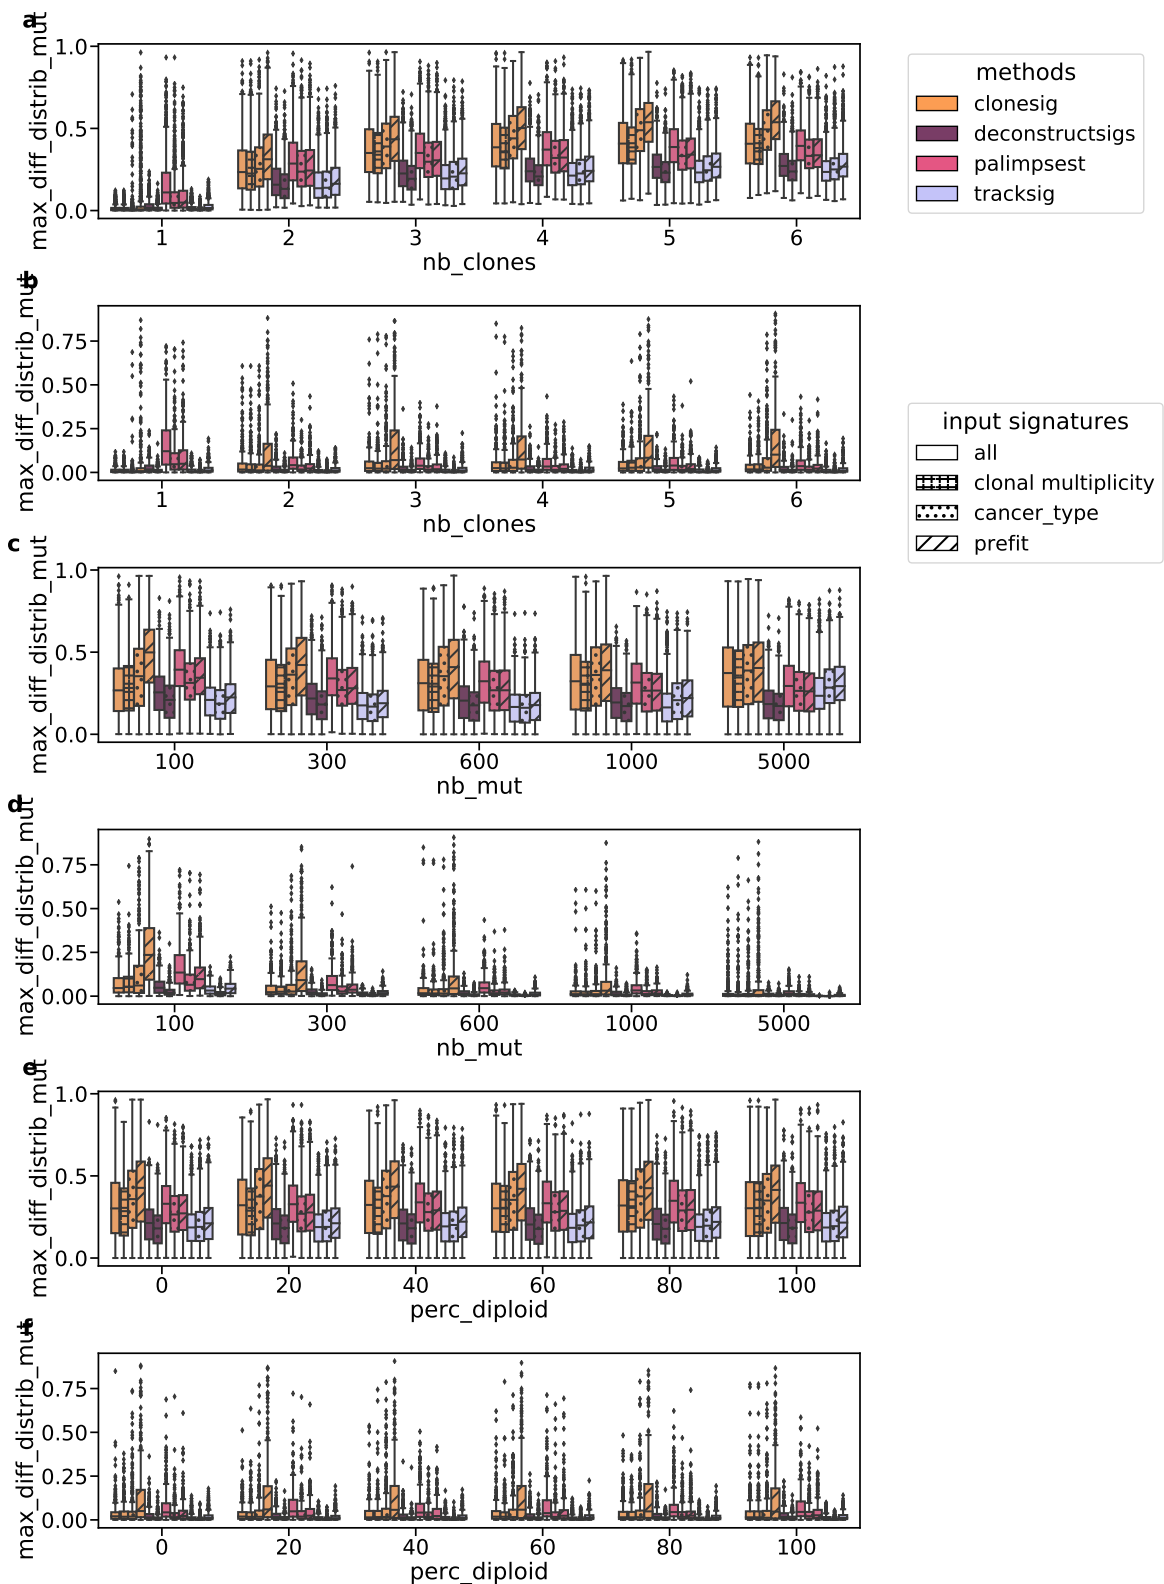 a
max_diff_distrib_mut
1.0
0.5
0.0
1 2 3 4 5 6
nb_clones
methods
clonesig
deconstructsigs
palimpsest
tracksig
b
max_diff_distrib_mut
0.75
0.50
0.25
0.00
1 2 3 4 5 6
nb_clones
input signatures
all
clonal multiplicity
cancer_type
prefit
c
max_diff_distrib_mut
1.0
0.5
0.0
100 300 600 1000 5000
nb_mut
d
max_diff_distrib_mut
0.75
0.50
0.25
0.00
100 300 600 1000 5000
nb_mut
e
max_diff_distrib_mut
1.0
0.5
0.0
0 20 40 60 80 100
perc_diploid
f
max_diff_distrib_mut
0.75
0.50
0.25
0.00
0 20 40 60 80 100
perc_diploid